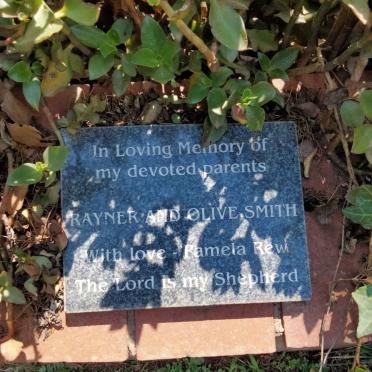 In Loving Memory of
my devoted parents
RAYNER AND OLIVE SMITH
With love - Pamela Rew
The Lord is my Shepherd